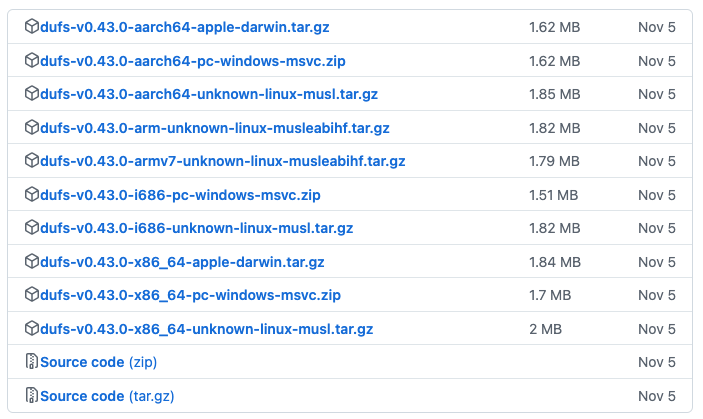 dufs-v0.43.0-aarch64-apple-darwin.tar.gz 1.62 MB Nov 5
dufs-v0.43.0-aarch64-pc-windows-msvc.zip 1.62 MB Nov 5
dufs-v0.43.0-aarch64-unknown-linux-musl.tar.gz 1.85 MB Nov 5
dufs-v0.43.0-arm-unknown-linux-musleabihf.tar.gz 1.82 MB Nov 5
dufs-v0.43.0-armv7-unknown-linux-musleabihf.tar.gz 1.79 MB Nov 5
dufs-v0.43.0-i686-pc-windows-msvc.zip 1.51 MB Nov 5
dufs-v0.43.0-i686-unknown-linux-musl.tar.gz 1.82 MB Nov 5
dufs-v0.43.0-x86_64-apple-darwin.tar.gz 1.84 MB Nov 5
dufs-v0.43.0-x86_64-pc-windows-msvc.zip 1.7 MB Nov 5
dufs-v0.43.0-x86_64-unknown-linux-musl.tar.gz 2 MB Nov 5
Source code (zip) Nov 5
Source code (tar.gz) Nov 5